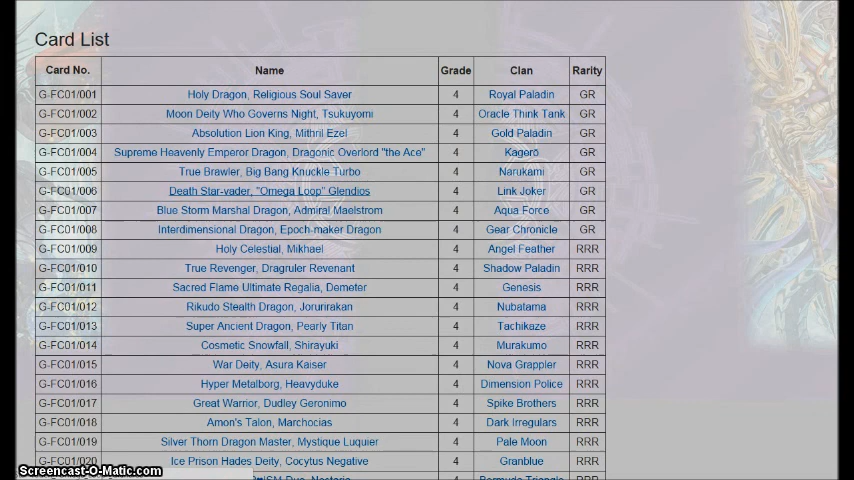 Card List
Card No. Name Grade Clan Rarity
G-FC01/001 Holy Dragon, Religious Soul Saver 4 Royal Paladin GR
G-FC01/002 Moon Deity Who Governs Night, Tsukuyomi 4 Oracle Think Tank GR
G-FC01/003 Absolution Lion King, Mithril Ezel 4 Gold Paladin GR
G-FC01/004 Supreme Heavenly Emperor Dragon, Dragonic Overlord "the Ace" 4 Kagerō GR
G-FC01/005 True Brawler, Big Bang Knuckle Turbo 4 Narukami GR
G-FC01/006 Death Star-vader, "Omega Loop" Glendios 4 Link Joker GR
G-FC01/007 Blue Storm Marshal Dragon, Admiral Maelstrom 4 Aqua Force GR
G-FC01/008 Interdimensional Dragon, Epoch-maker Dragon 4 Gear Chronicle GR
G-FC01/009 Holy Celestial, Mikhael 4 Angel Feather RRR
G-FC01/010 True Revenger, Dragruler Revenant 4 Shadow Paladin RRR
G-FC01/011 Sacred Flame Ultimate Regalia, Demeter 4 Genesis RRR
G-FC01/012 Rikudo Stealth Dragon, Jorurirakan 4 Nubatama RRR
G-FC01/013 Super Ancient Dragon, Pearly Titan 4 Tachikaze RRR
G-FC01/014 Cosmetic Snowfall, Shirayuki 4 Murakumo RRR
G-FC01/015 War Deity, Asura Kaiser 4 Nova Grappler RRR
G-FC01/016 Hyper Metalborg, Heavyduke 4 Dimension Police RRR
G-FC01/017 Great Warrior, Dudley Geronimo 4 Spike Brothers RRR
G-FC01/018 Amon's Talon, Marchocias 4 Dark Irregulars RRR
G-FC01/019 Silver Thorn Dragon Master, Mystique Luquier 4 Pale Moon RRR
G-FC01/020 Ice Prison Hades Deity, Cocytus Negative 4 Granblue RRR
Screencast-O-Matic.com